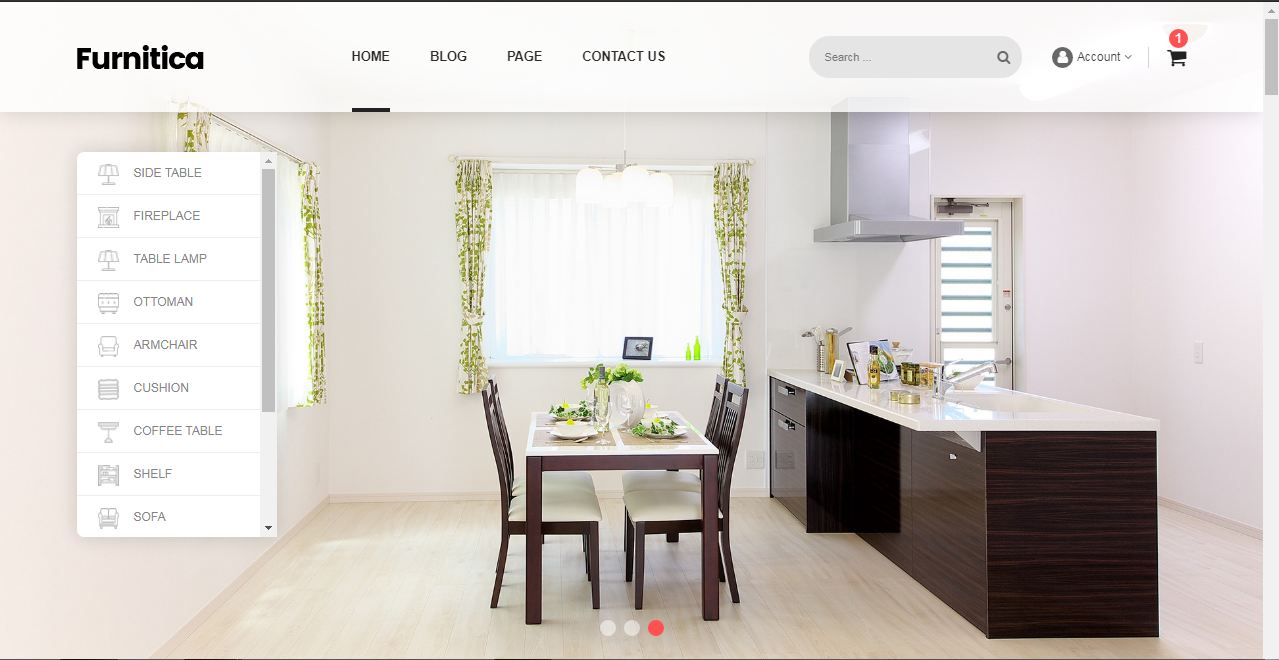 Furnitica
HOME
BLOG
PAGE
CONTACT US
Search ...
Account
1
SIDE TABLE
FIREPLACE
TABLE LAMP
OTTOMAN
ARMCHAIR
CUSHION
COFFEE TABLE
SHELF
SOFA